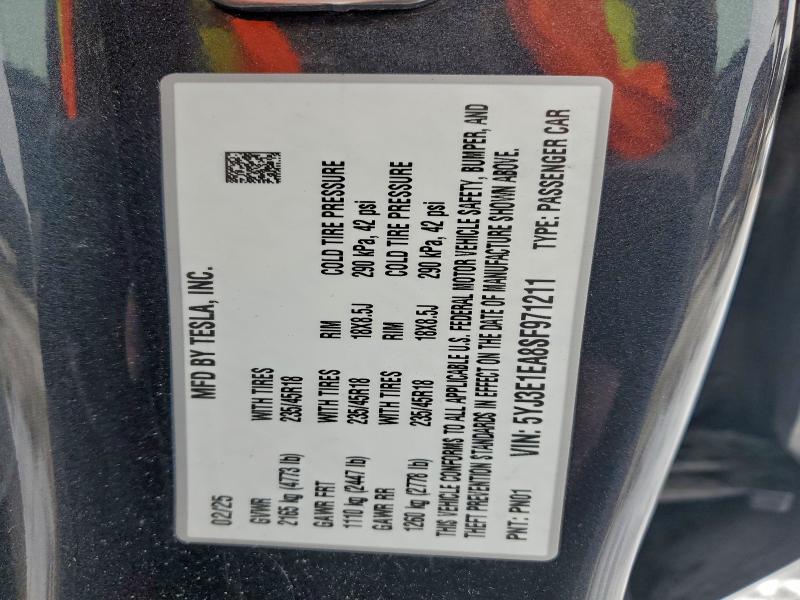 MFD BY TESLA, INC.
02/25
GVWR WITH TIRES
2165 kg (4773 lb) 235/45R18
GAWR FRT WITH TIRES RIM COLD TIRE PRESSURE
1110 kg (2447 lb) 235/45R18 18X8.5J 290 kPa, 42 psi
GAWR RR WITH TIRES RIM COLD TIRE PRESSURE
1260 kg (2778 lb) 235/45R18 18X8.5J 290 kPa, 42 psi
THIS VEHICLE CONFORMS TO ALL APPLICABLE U.S. FEDERAL MOTOR VEHICLE SAFETY, BUMPER, AND
THEFT PREVENTION STANDARDS IN EFFECT ON THE DATE OF MANUFACTURE SHOWN ABOVE.
PNT: PN01 VIN: 5YJ3E1EA8SF971211 TYPE: PASSENGER CAR